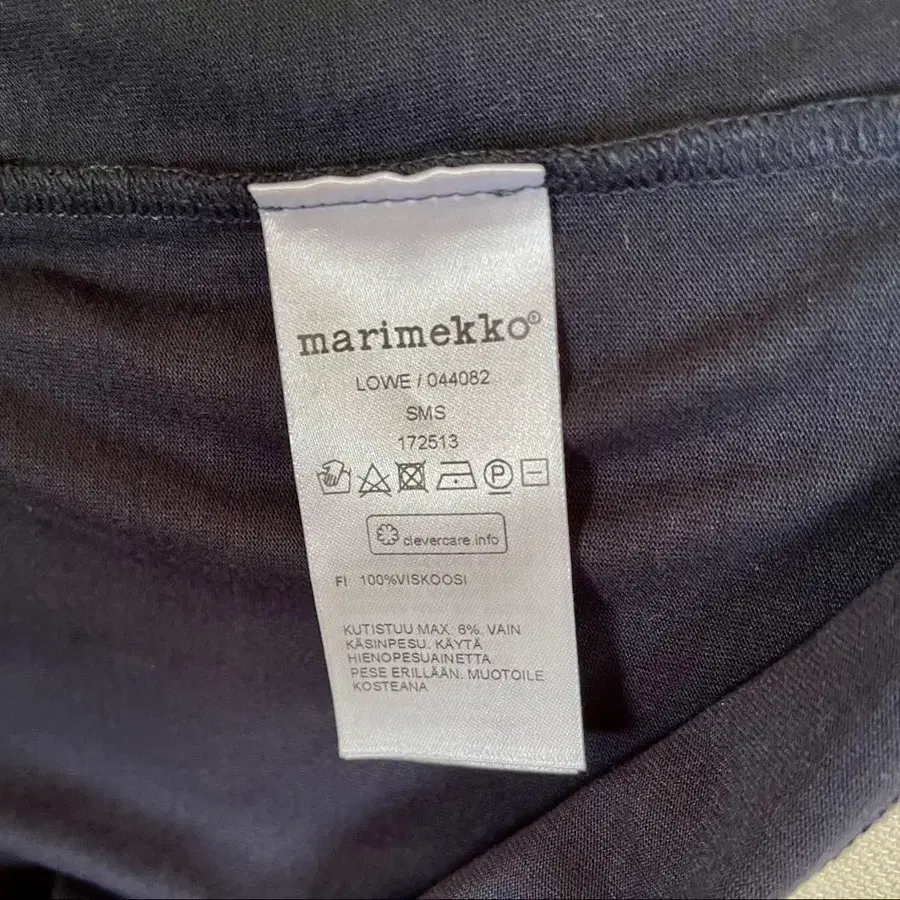 marimekko®
LOWE / 044082
SMS
172513
P
clevercare.info
FI 100%VISKOOSI
KUTISTUU MAX. 6%. VAIN
KÄSINPESU. KÄYTÄ
HIENOPESUAINETTA.
PESE ERILLÄÄN. MUOTOILE
KOSTEANA